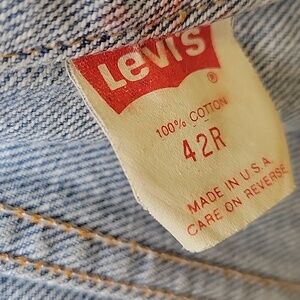 Levi's
®
100% COTTON
42R
MADE IN U.S.A.
CARE ON REVERSE